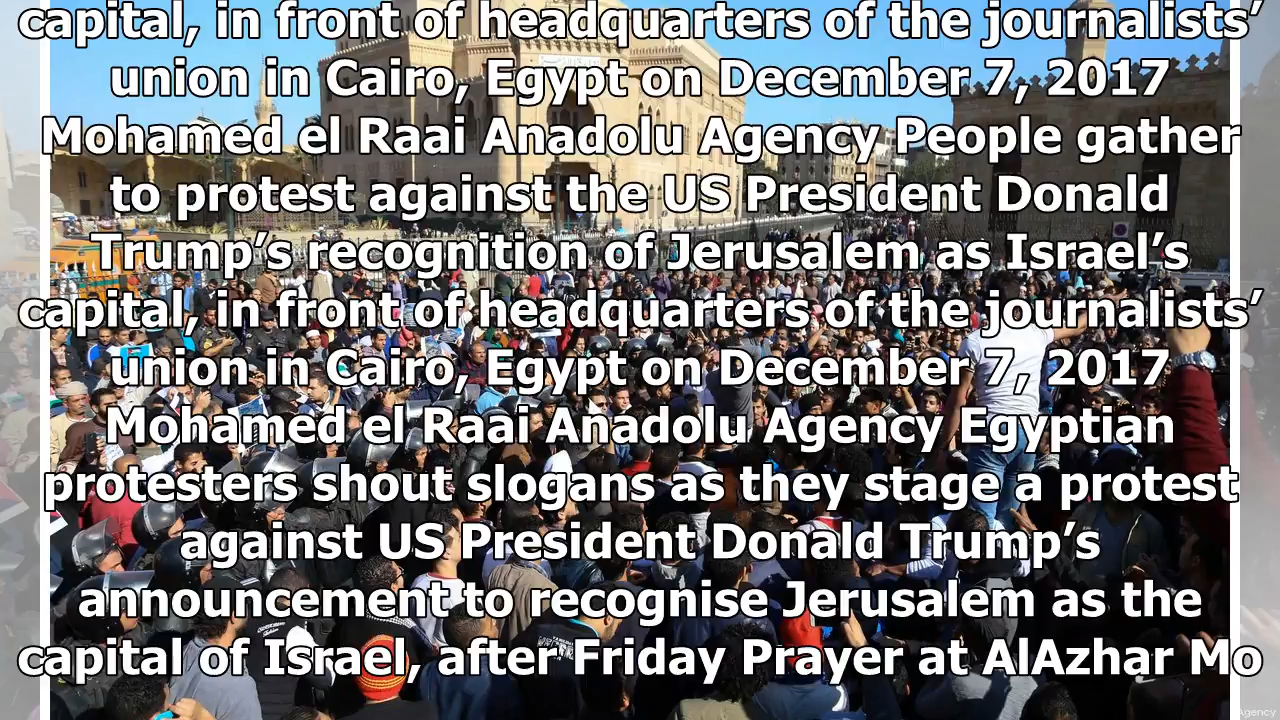 capital, in front of headquarters of the journalists’
union in Cairo, Egypt on December 7, 2017
Mohamed el Raai Anadolu Agency People gather
to protest against the US President Donald
Trump’s recognition of Jerusalem as Israel’s
capital, in front of headquarters of the journalists’
union in Cairo, Egypt on December 7, 2017
Mohamed el Raai Anadolu Agency Egyptian
protesters shout slogans as they stage a protest
against US President Donald Trump’s
announcement to recognise Jerusalem as the
capital of Israel, after Friday Prayer at AlAzhar Mo
Agency